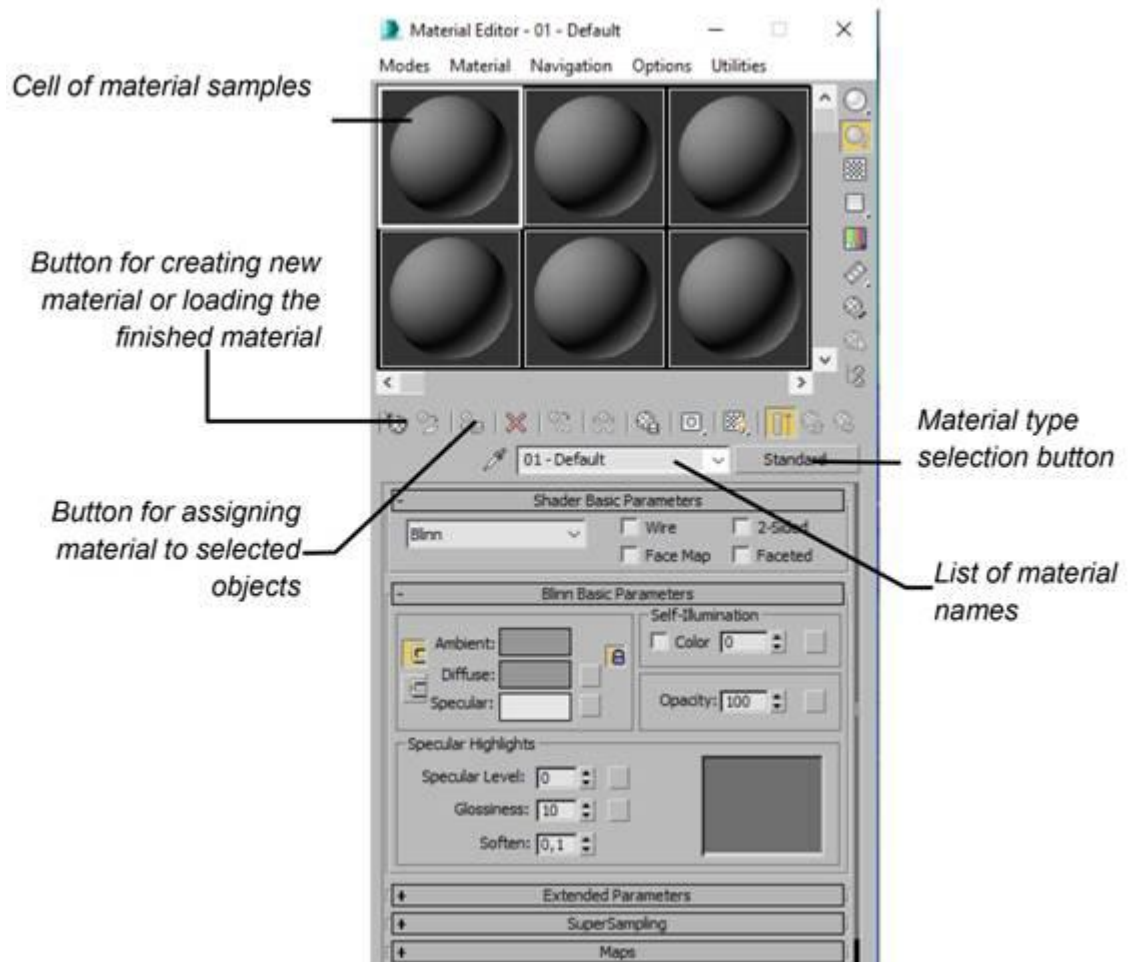 Material Editor - 01 - Default
Modes Material Navigation Options Utilities
Cell of material samples
Button for creating new
material or loading the
finished material
Material type
selection button
01 - Default
Standard
Button for assigning
material to selected
objects
List of material
names
- Shader Basic Parameters
Blinn
Wire
2-Sided
Face Map
Faceted
- Blinn Basic Parameters
Ambient:
Diffuse:
Specular:
Self-Illumination
Color 0
Opacity: 100
Specular Highlights
Specular Level: 0
Glossiness: 10
Soften: 0,1
+ Extended Parameters
+ SuperSampling
+ Maps